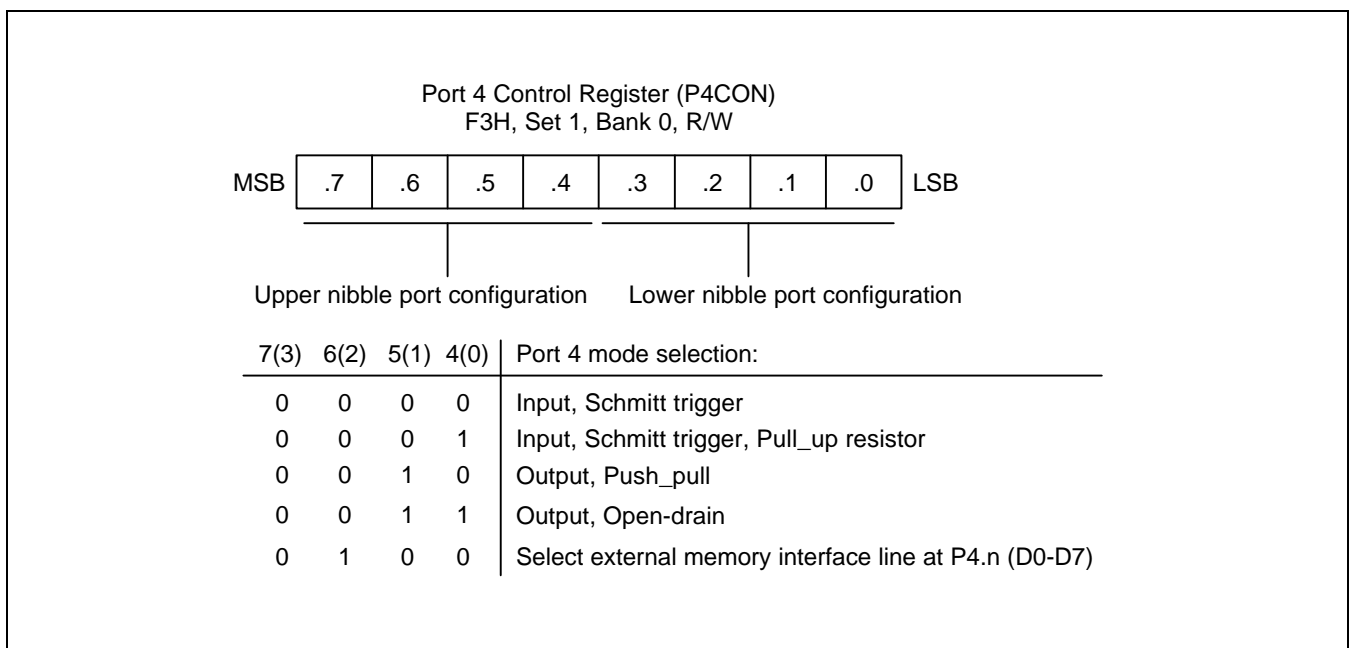 Port 4 Control Register (P4CON)
F3H, Set 1, Bank 0, R/W
MSB .7 .6 .5 .4 .3 .2 .1 .0 LSB
Upper nibble port configuration Lower nibble port configuration
7(3) 6(2) 5(1) 4(0) Port 4 mode selection:
0 0 0 0 Input, Schmitt trigger
0 0 0 1 Input, Schmitt trigger, Pull_up resistor
0 0 1 0 Output, Push_pull
0 0 1 1 Output, Open-drain
0 1 0 0 Select external memory interface line at P4.n (D0-D7)